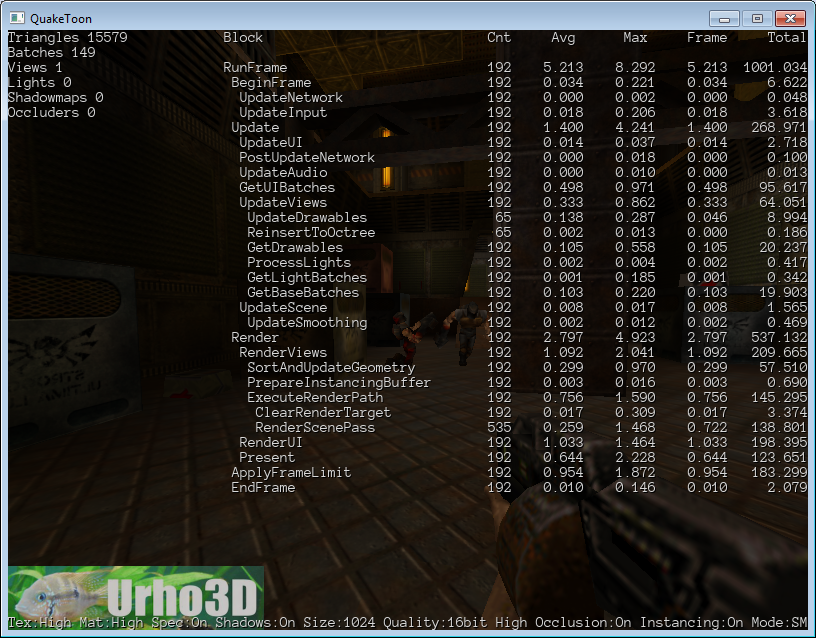 QuakeToon
Triangles 15579
Batches 149
Views 1
Lights 0
Shadowmaps 0
Occluders 0
Block Cnt Avg Max Frame Total
RunFrame 192 5.213 8.292 5.213 1001.034
BeginFrame 192 0.034 0.221 0.034 6.622
UpdateNetwork 192 0.000 0.002 0.000 0.048
UpdateInput 192 0.018 0.206 0.018 3.618
Update 192 1.400 4.241 1.400 268.971
UpdateUI 192 0.014 0.037 0.014 2.718
PostUpdateNetwork 192 0.000 0.018 0.000 0.100
UpdateAudio 192 0.000 0.010 0.000 0.013
GetUIBatches 192 0.498 0.971 0.498 95.617
UpdateViews 192 0.333 0.862 0.333 64.051
UpdateDrawables 65 0.138 0.287 0.046 8.994
ReinsertToOctree 65 0.002 0.013 0.000 0.186
GetDrawables 192 0.105 0.558 0.105 20.237
ProcessLights 192 0.002 0.004 0.002 0.417
GetLightBatches 192 0.001 0.185 0.001 0.342
GetBaseBatches 192 0.103 0.220 0.103 19.903
UpdateScene 192 0.008 0.017 0.008 1.565
UpdateSmoothing 192 0.002 0.012 0.002 0.469
Render 192 2.797 4.923 2.797 537.132
RenderViews 192 1.092 2.041 1.092 209.665
SortAndUpdateGeometry 192 0.299 0.970 0.299 57.510
PrepareInstancingBuffer 192 0.003 0.016 0.003 0.690
ExecuteRenderPath 192 0.756 1.590 0.756 145.295
ClearRenderTarget 192 0.017 0.309 0.017 3.374
RenderScenePass 535 0.259 1.468 0.722 138.801
RenderUI 192 1.033 1.464 1.033 198.395
Present 192 0.644 2.228 0.644 123.651
ApplyFrameLimit 192 0.954 1.872 0.954 183.299
EndFrame 192 0.010 0.146 0.010 2.079
Urho3D
Tex:High Mat:High Spec:On Shadows:On Size:1024 Quality:16bit High Occlusion:On Instancing:On Mode:SM